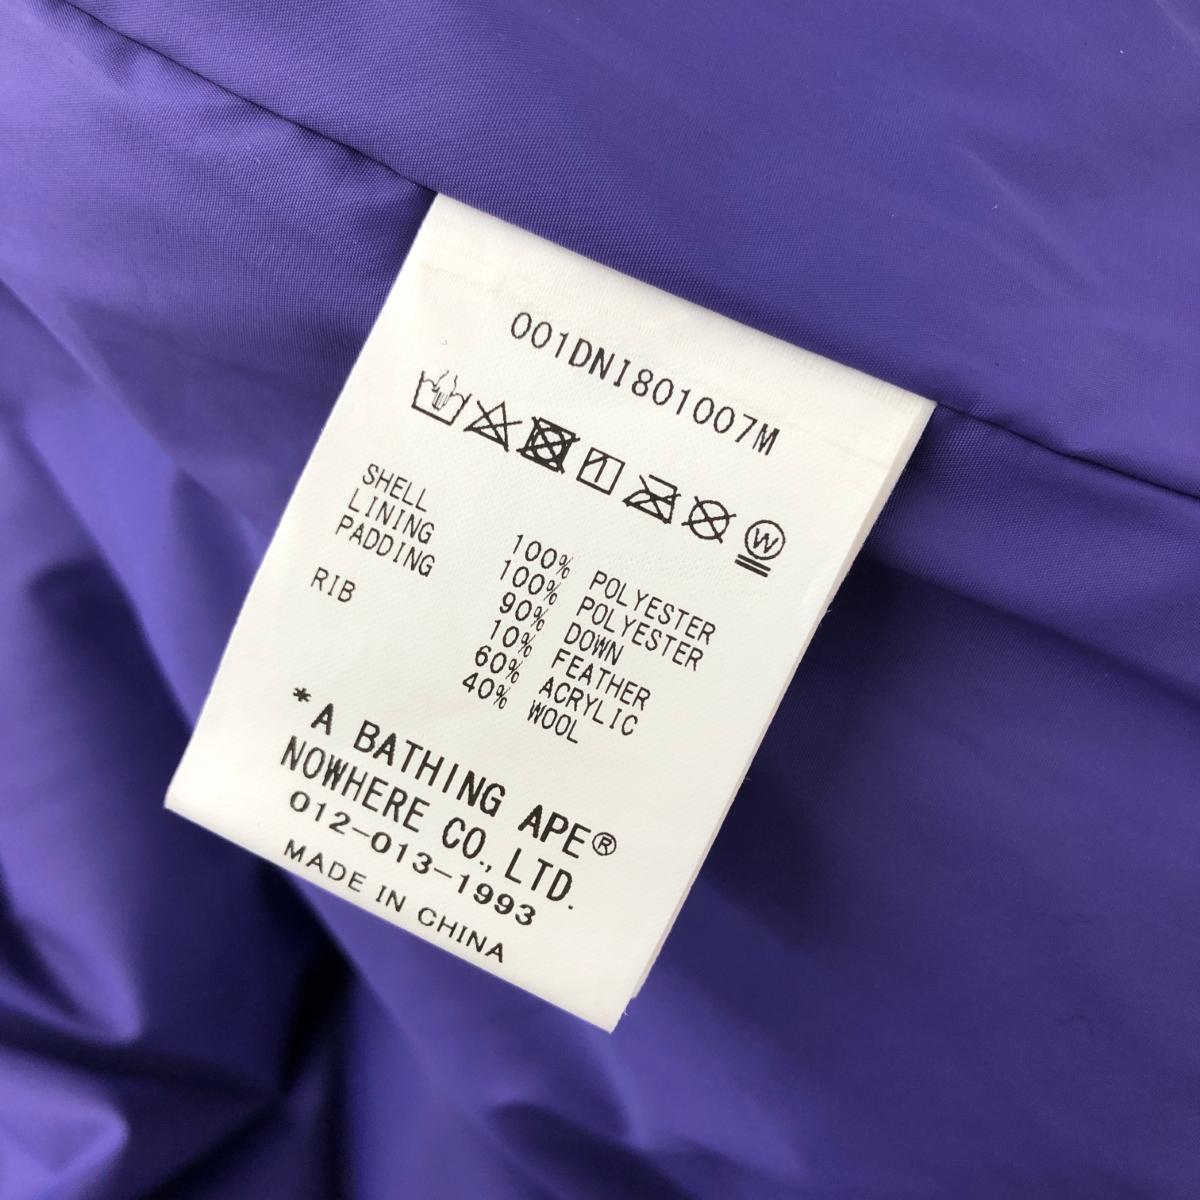 001DNI801007M
W
SHELL 100% POLYESTER
LINING 100% POLYESTER
PADDING 90% DOWN
10% FEATHER
RIB 60% ACRYLIC
40% WOOL
*A BATHING APE®
NOWHERE CO., LTD.
012-013-1993
MADE IN CHINA